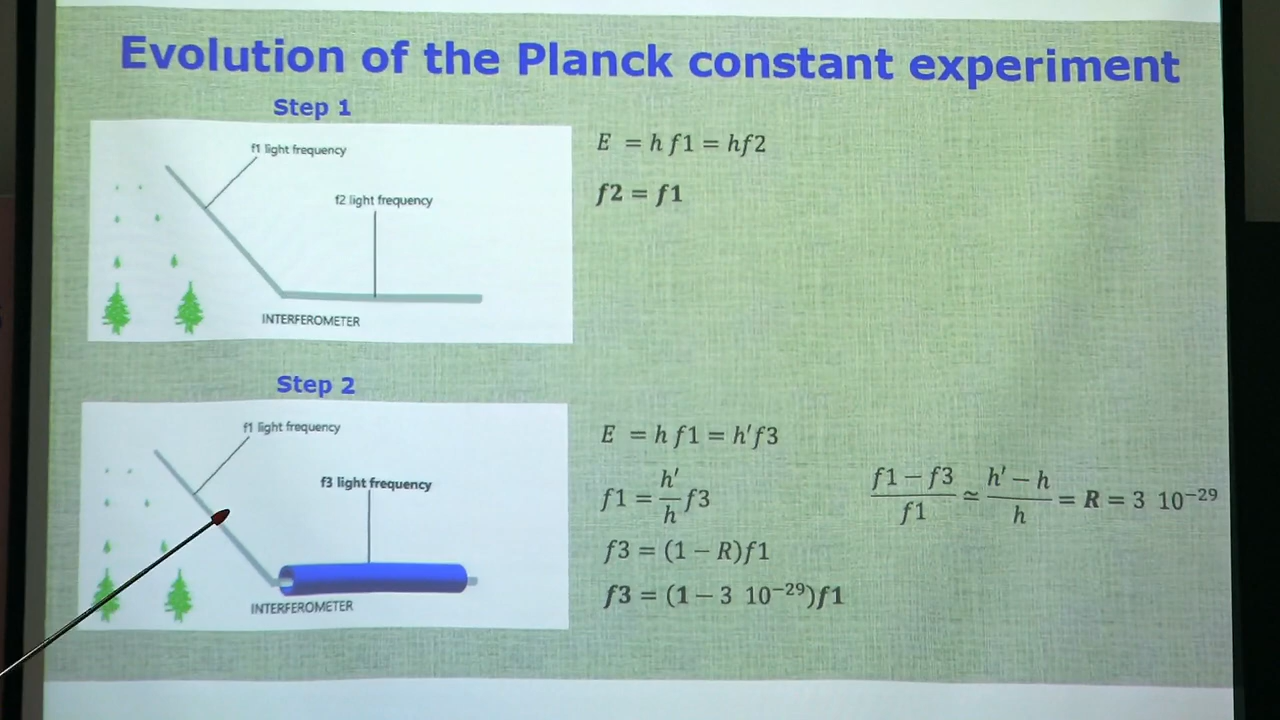 Evolution of the Planck constant experiment
Step 1
f1 light frequency
f2 light frequency
INTERFEROMETER
E = h f1 = hf2
f2 = f1
Step 2
f1 light frequency
f3 light frequency
INTERFEROMETER
E = h f1 = h′f3
f1 = h′/h f3
f3 = (1 − R)f1
f3 = (1 − 3 10⁻²⁹)f1
f1 − f3/f1 ≃ h′ − h/h = R = 3 10⁻²⁹